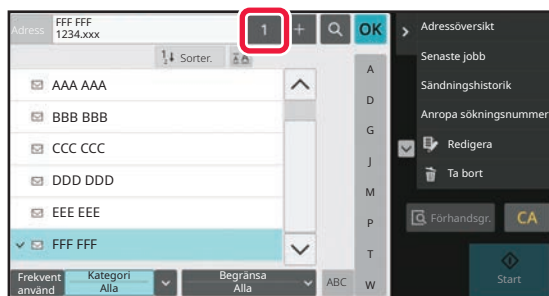 Adress
FFF FFF
1234.xxx
1
+
OK
Sorter.
AAA AAA
BBB BBB
CCC CCC
DDD DDD
EEE EEE
FFF FFF
A
D
G
J
M
P
T
W
Frekvent
använd
Kategori
Alla
Begränsa
Alla
ABC
Adressöversikt
Senaste jobb
Sändningshistorik
Anropa sökningsnummer
Redigera
Ta bort
Förhandsgr.
CA
Start